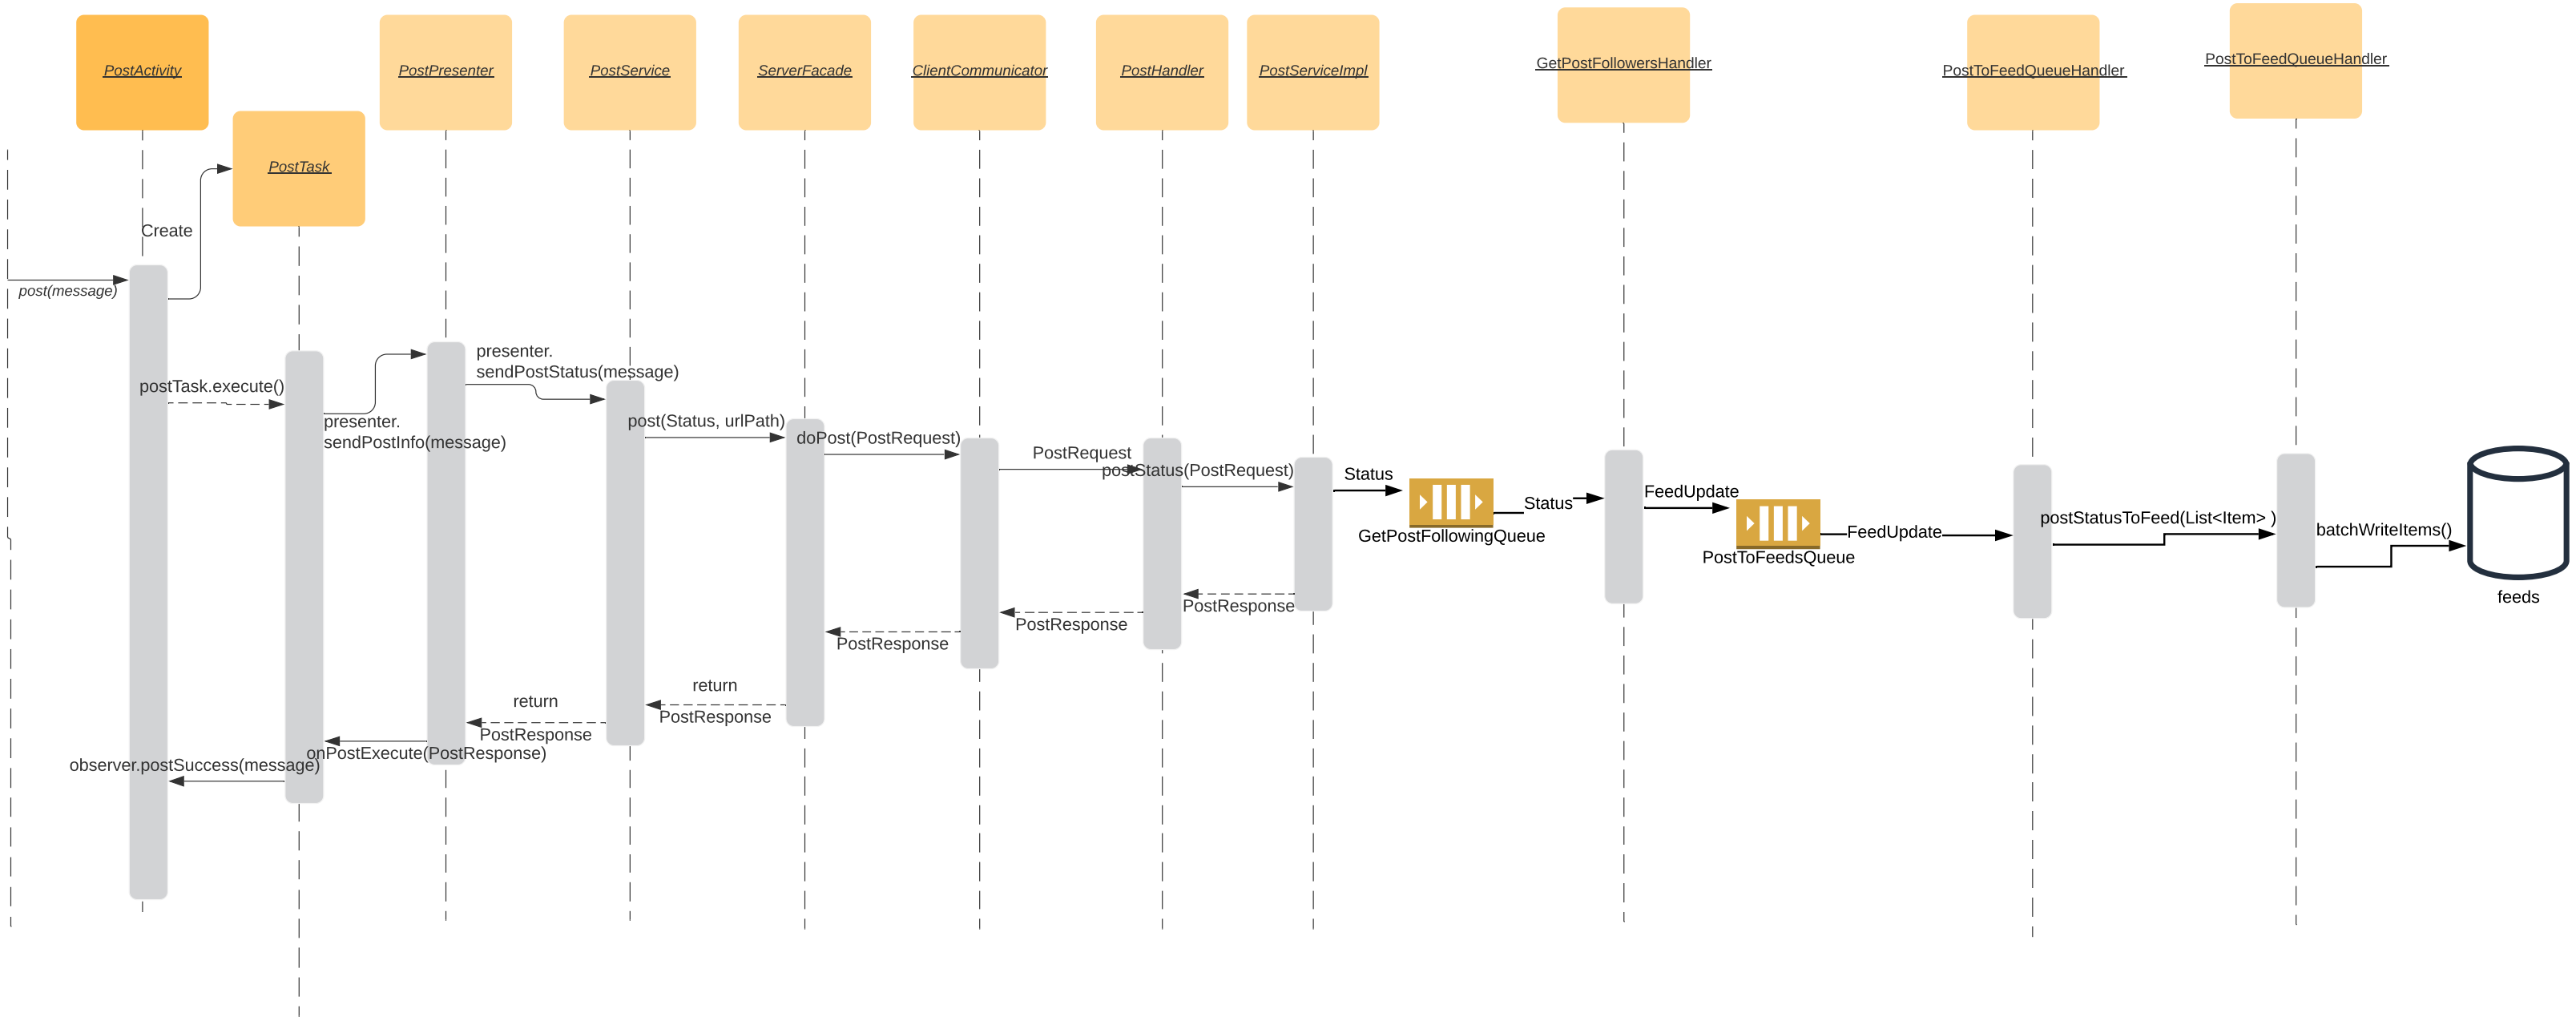 PostActivity
PostTask
PostPresenter
PostService
ServerFacade
ClientCommunicator
PostHandler
PostServiceImpl
GetPostFollowersHandler
PostToFeedQueueHandler
PostToFeedQueueHandler
Create
post(message)
postTask.execute()
presenter.
sendPostInfo(message)
presenter.
sendPostStatus(message)
post(Status, urlPath)
doPost(PostRequest)
PostRequest
postStatus(PostRequest)
Status
GetPostFollowingQueue
Status
FeedUpdate
PostToFeedsQueue
FeedUpdate
postStatusToFeed(List<Item> )
batchWriteItems()
feeds
PostResponse
PostResponse
PostResponse
return
PostResponse
return
PostResponse
onPostExecute(PostResponse)
observer.postSuccess(message)